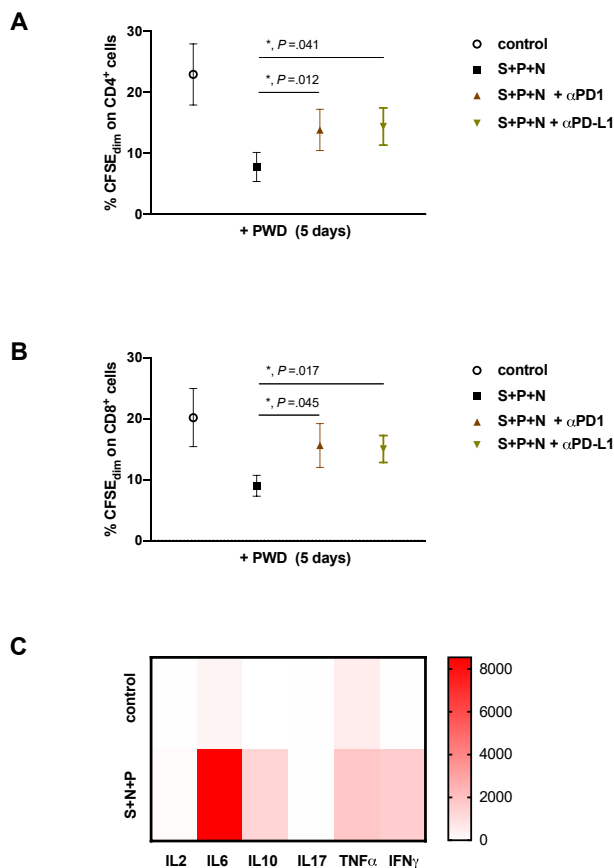 A
% CFSEdim on CD4+ cells
30
20
10
0
*, P=.041
*, P=.012
+ PWD (5 days)
control
S+P+N
S+P+N + αPD1
S+P+N + αPD-L1
B
% CFSEdim on CD8+ cells
30
20
10
0
*, P=.017
*, P=.045
+ PWD (5 days)
control
S+P+N
S+P+N + αPD1
S+P+N + αPD-L1
C
control
S+N+P
IL2 IL6 IL10 IL17 TNFα IFNγ
8000
6000
4000
2000
0